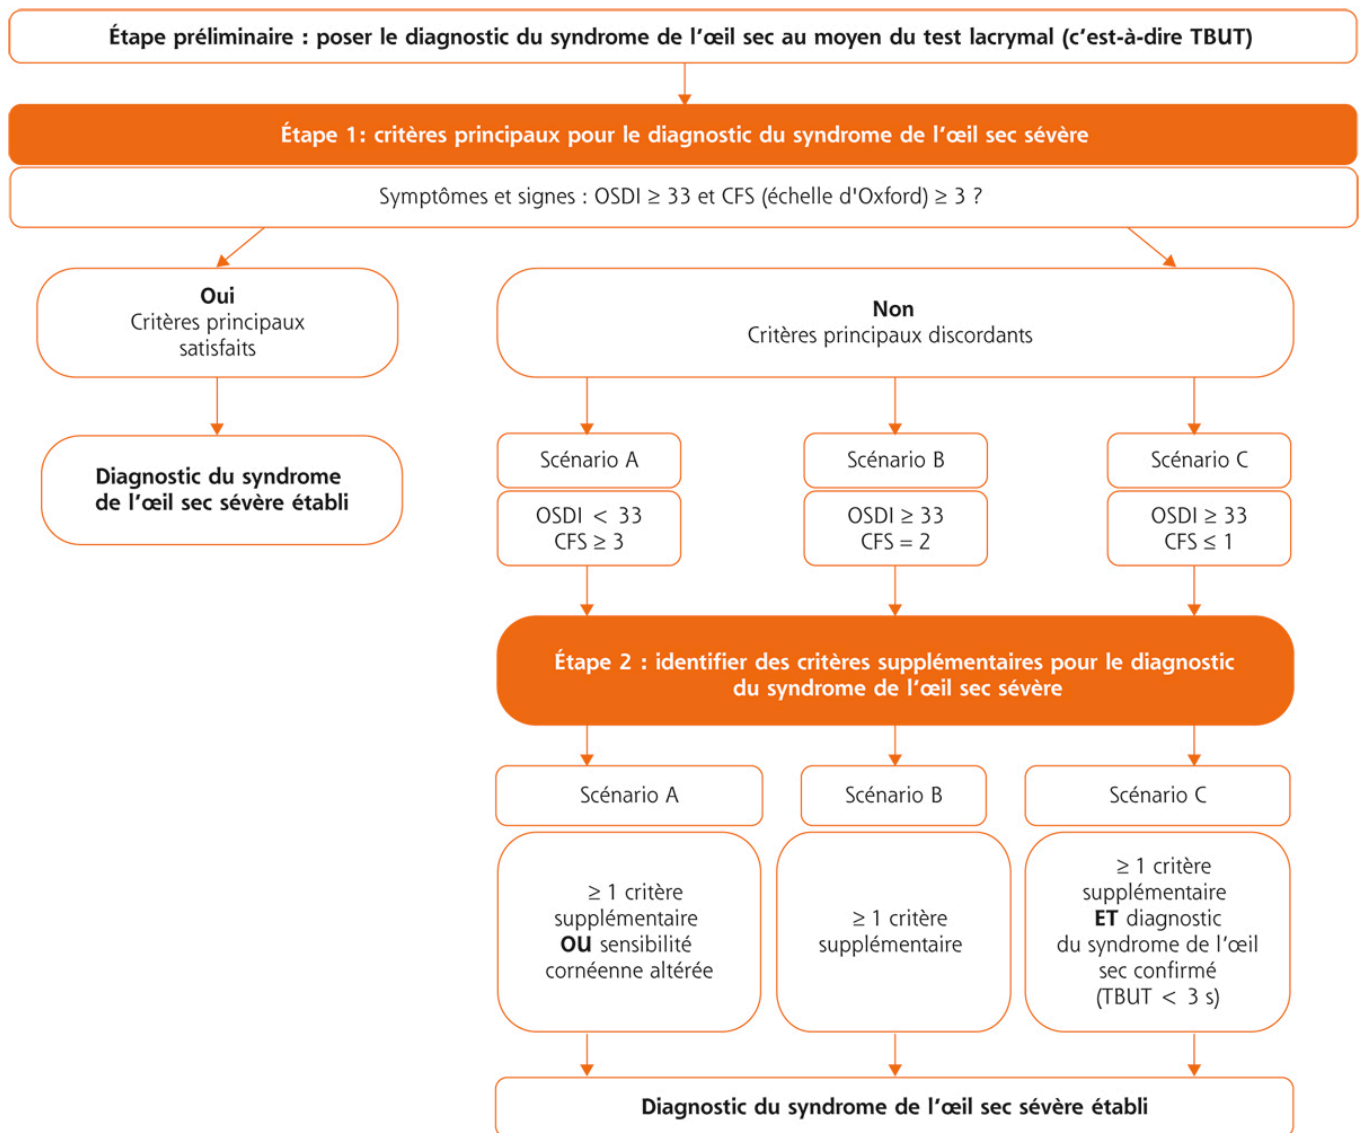 Étape préliminaire : poser le diagnostic du syndrome de l'œil sec au moyen du test lacrymal (c'est-à-dire TBUT)
Étape 1: critères principaux pour le diagnostic du syndrome de l'œil sec sévère
Symptômes et signes : OSDI ≥ 33 et CFS (échelle d'Oxford) ≥ 3 ?
Oui
Critères principaux
satisfaits
Non
Critères principaux discordants
Diagnostic du syndrome
de l'œil sec sévère établi
Scénario A
OSDI < 33
CFS ≥ 3
Scénario B
OSDI ≥ 33
CFS = 2
Scénario C
OSDI ≥ 33
CFS ≤ 1
Étape 2 : identifier des critères supplémentaires pour le diagnostic
du syndrome de l'œil sec sévère
Scénario A
≥ 1 critère
supplémentaire
OU sensibilité
cornéenne altérée
Scénario B
≥ 1 critère
supplémentaire
Scénario C
≥ 1 critère
supplémentaire
ET diagnostic
du syndrome de l'œil
sec confirmé
(TBUT < 3 s)
Diagnostic du syndrome de l'œil sec sévère établi